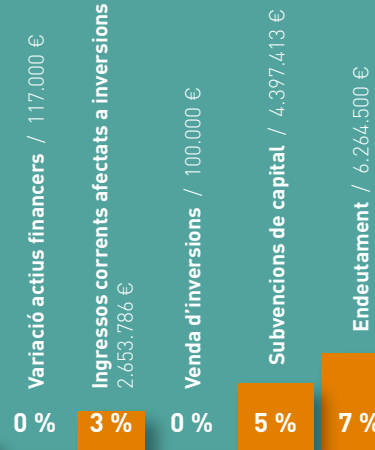 Variació actius financers / 117.000 €
Ingressos corrents afectats a inversions
2.653.786 €
Venda d'inversions / 100.000 €
Subvencions de capital / 4.397.413 €
Endeutament / 6.264.500 €
0 %
3 %
0 %
5 %
7 %